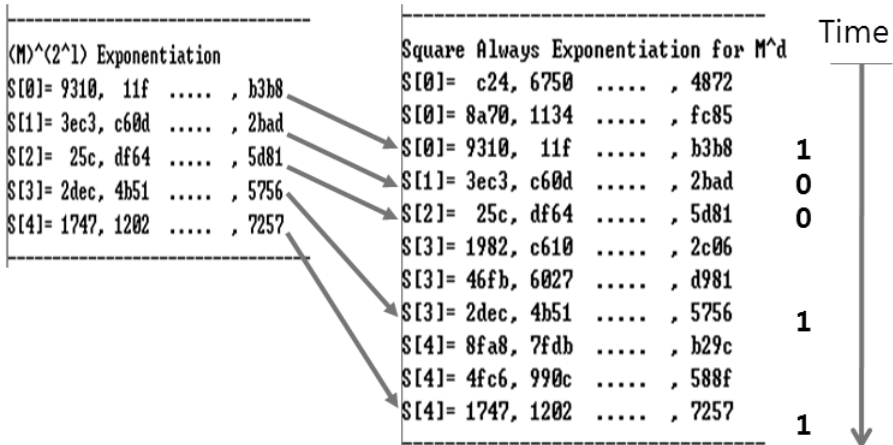 (M)^(2^l) Exponentiation
S[0]= 9310, 11f ..... , b3b8
S[1]= 3ec3, c60d ..... , 2bad
S[2]= 25c, df64 ..... , 5d81
S[3]= 2dec, 4b51 ..... , 5756
S[4]= 1747, 1202 ..... , 7257
Square Always Exponentiation for M^d
S[0]= c24, 6750 ..... , 4872
S[0]= 8a70, 1134 ..... , fc85
S[0]= 9310, 11f ..... , b3b8 1
S[1]= 3ec3, c60d ..... , 2bad 0
S[2]= 25c, df64 ..... , 5d81 0
S[3]= 1982, c610 ..... , 2c06
S[3]= 46fb, 6027 ..... , d981
S[3]= 2dec, 4b51 ..... , 5756 1
S[4]= 8fa8, 7fdb ..... , b29c
S[4]= 4fc6, 990c ..... , 588f
S[4]= 1747, 1202 ..... , 7257 1
Time